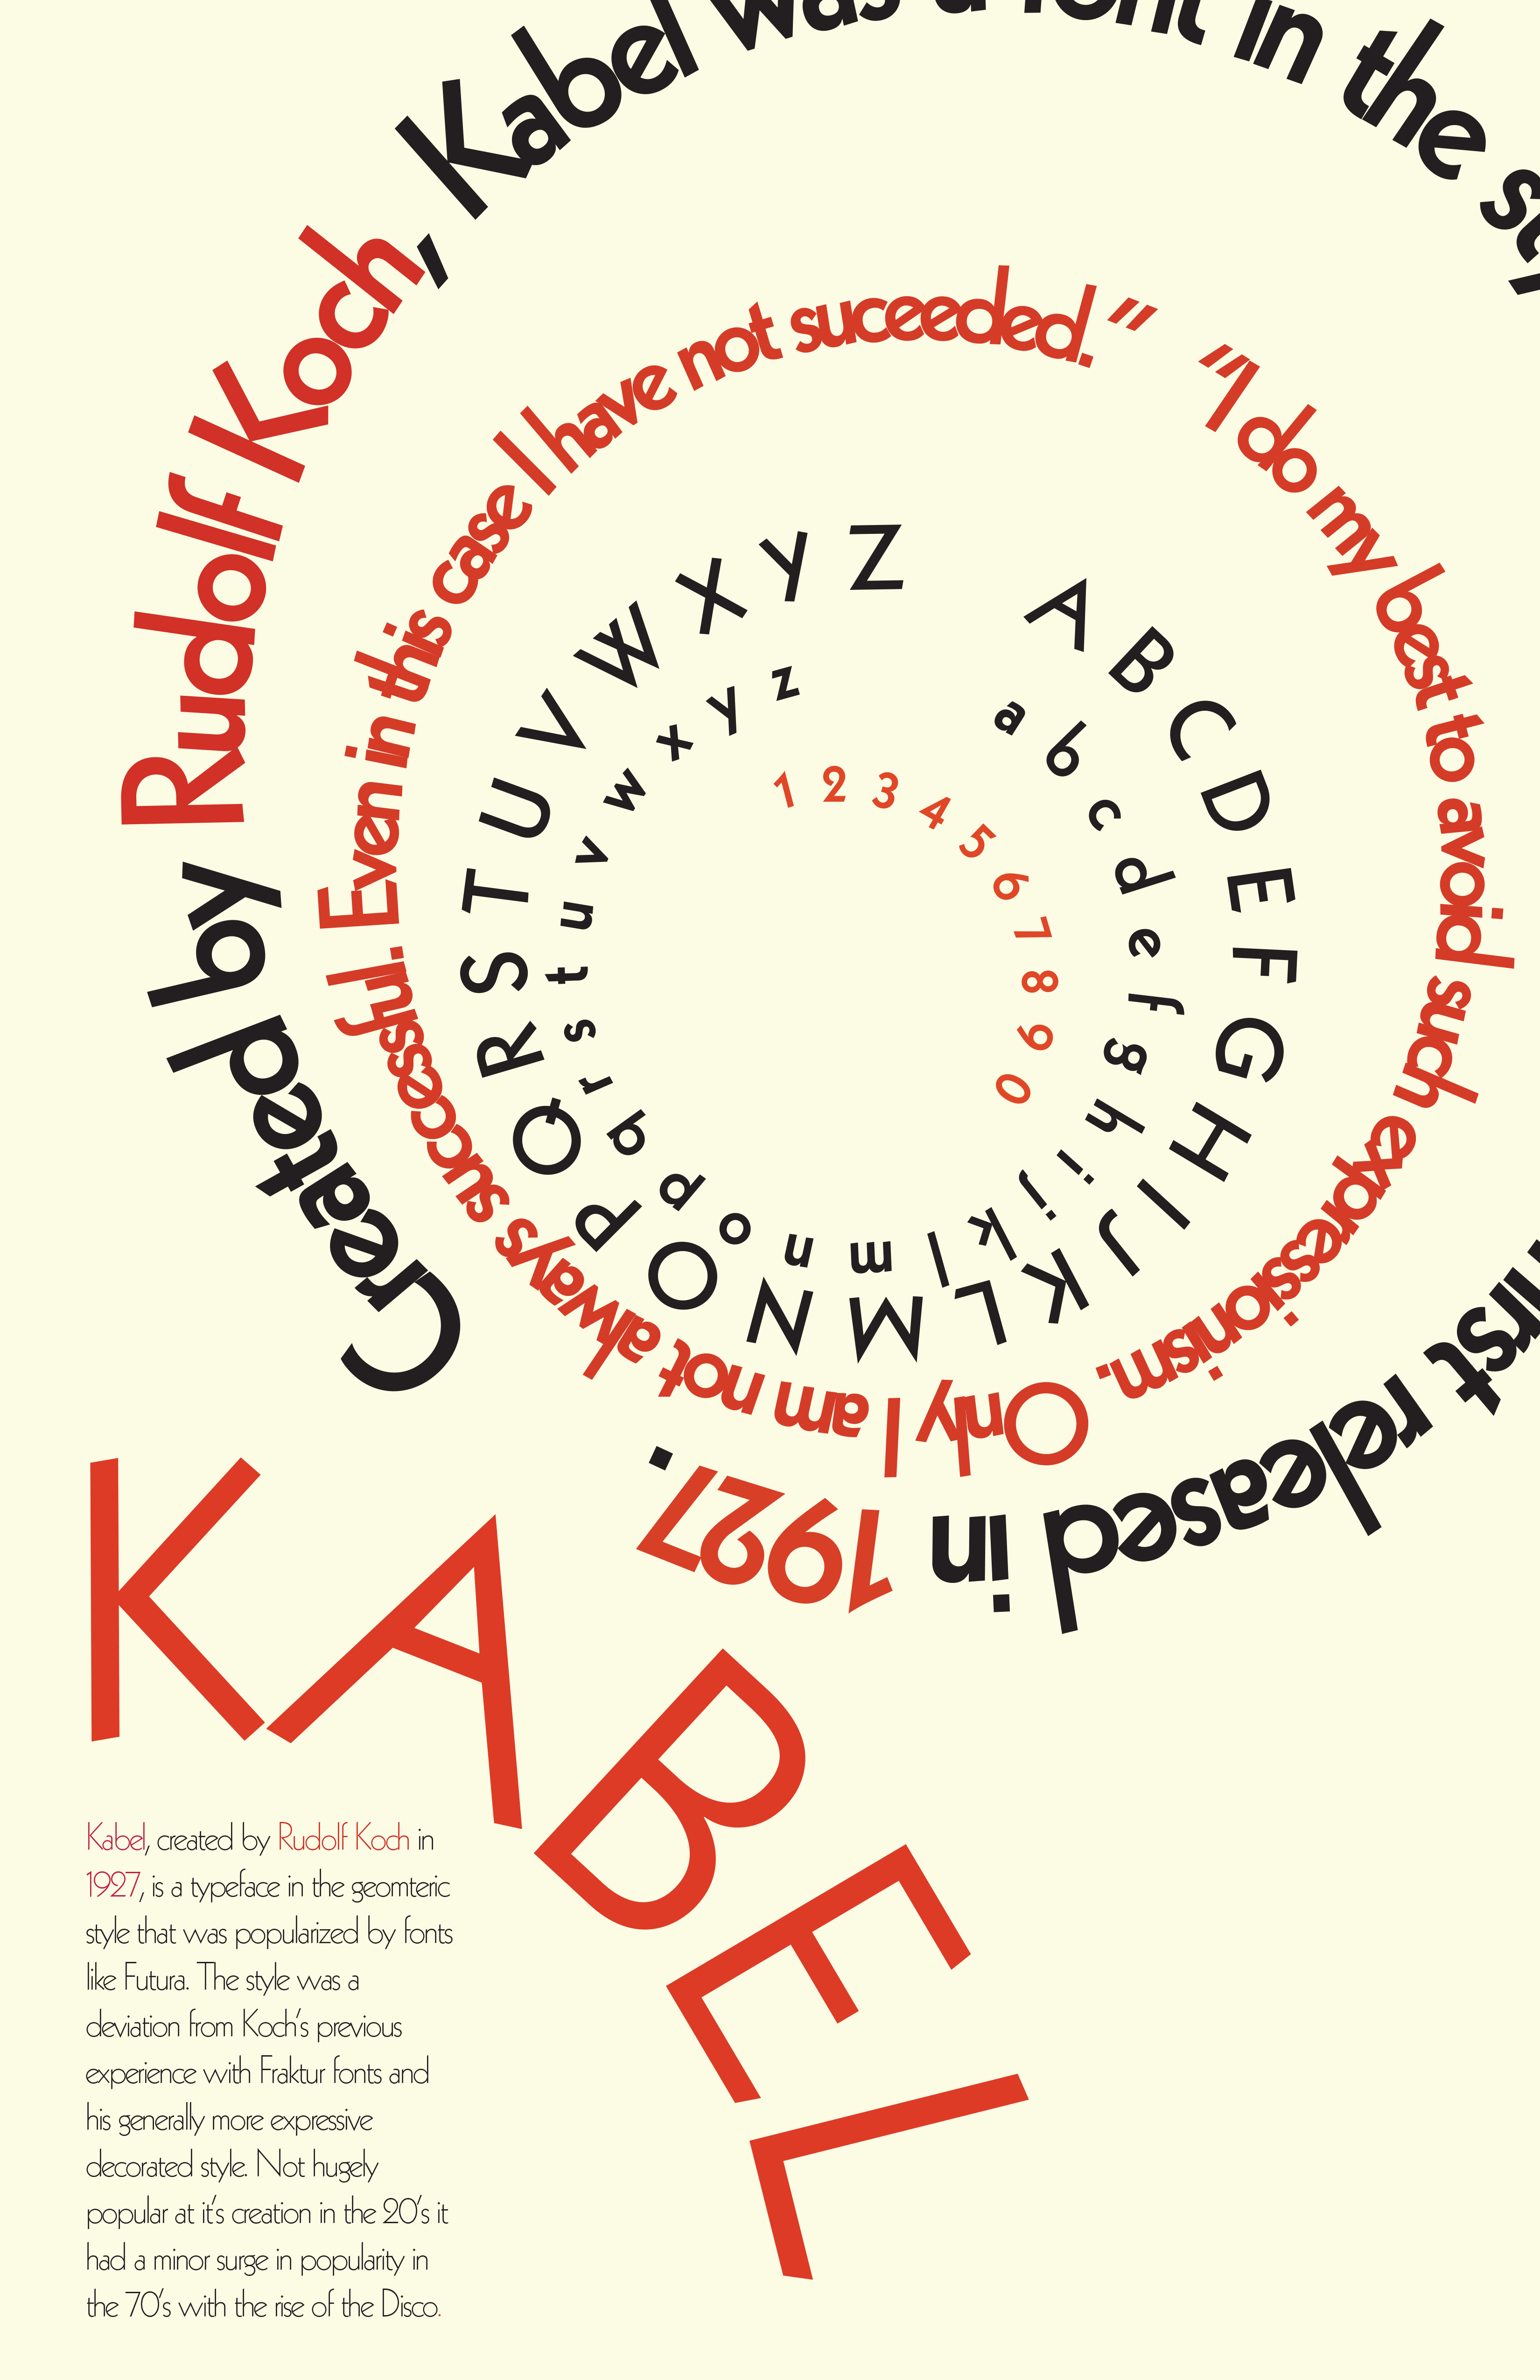 Created by Rudolf Koch, Kabel was a font in the sty
first released in 1927.
“I do my best to avoid such expressionism. Only I am not always successful. Even in this case I have not suceeded.”
A B C D E F G H I J K L M N O P Q R S T U V W X Y Z
a b c d e f g h i j k l m n o p q r s t u v w x y z
1 2 3 4 5 6 7 8 9 0
KABEL
Kabel, created by Rudolf Koch in
1927, is a typeface in the geomteric
style that was popularized by fonts
like Futura. The style was a
deviation from Koch's previous
experience with Fraktur fonts and
his generally more expressive
decorated style. Not hugely
popular at it's creation in the 20's it
had a minor surge in popularity in
the 70's with the rise of the Disco.